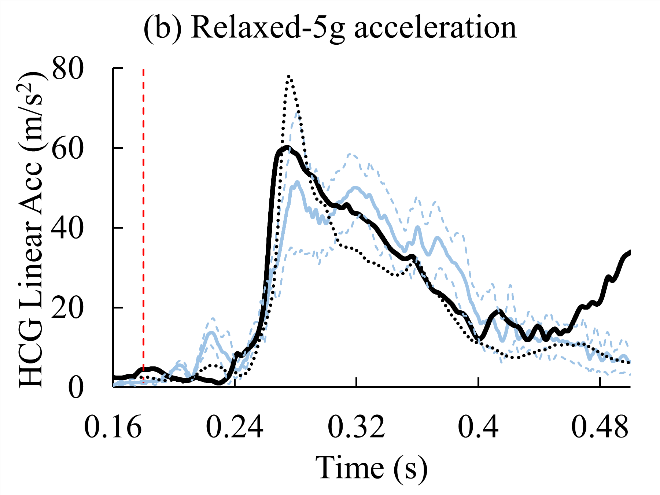 (b) Relaxed-5g acceleration
HCG Linear Acc (m/s²)
80
60
40
20
0
0.16 0.24 0.32 0.4 0.48
Time (s)